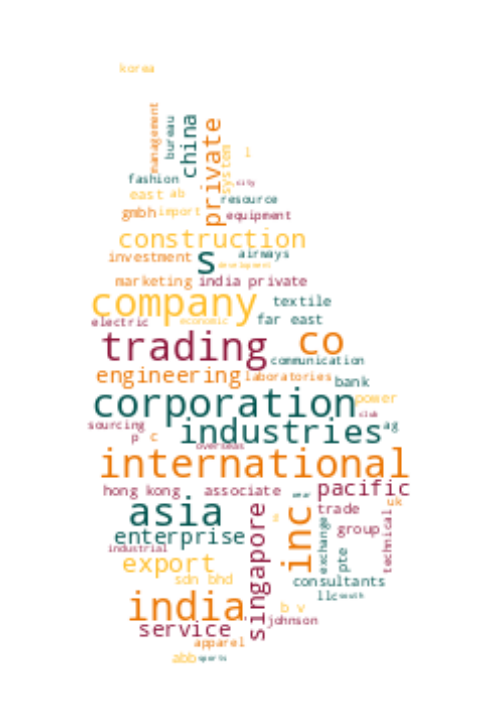 korea
management
bureau
china
private
system
l
fashion
city
east ab
resource
gmbh import
equipment
construction
investment
s
airways
development
marketing
india private
company
textile
electric
economic
far east
trading
co
communication
engineering
laboratories
bank
corporation
power
club
sourcing
industries
ag
p c
overseas
international
hong kong
associate
pacific
uk
asia
inc
trade
enterprise
singapore
exchange
group
technical
industrial
pte
export
sdn bhd
consultants
llc
south
india
b v
service
johnson
apparel
abb
sports